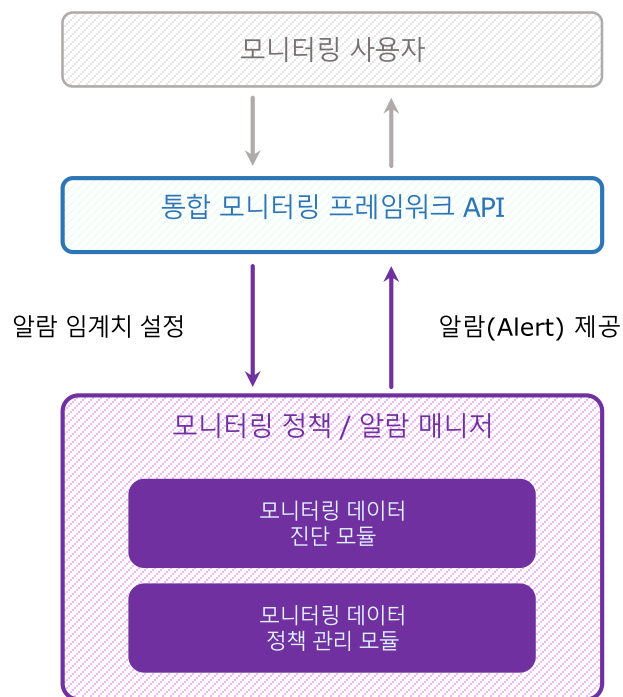 모니터링 사용자
통합 모니터링 프레임워크 API
알람 임계치 설정
알람(Alert) 제공
모니터링 정책 / 알람 매니저
모니터링 데이터
진단 모듈
모니터링 데이터
정책 관리 모듈